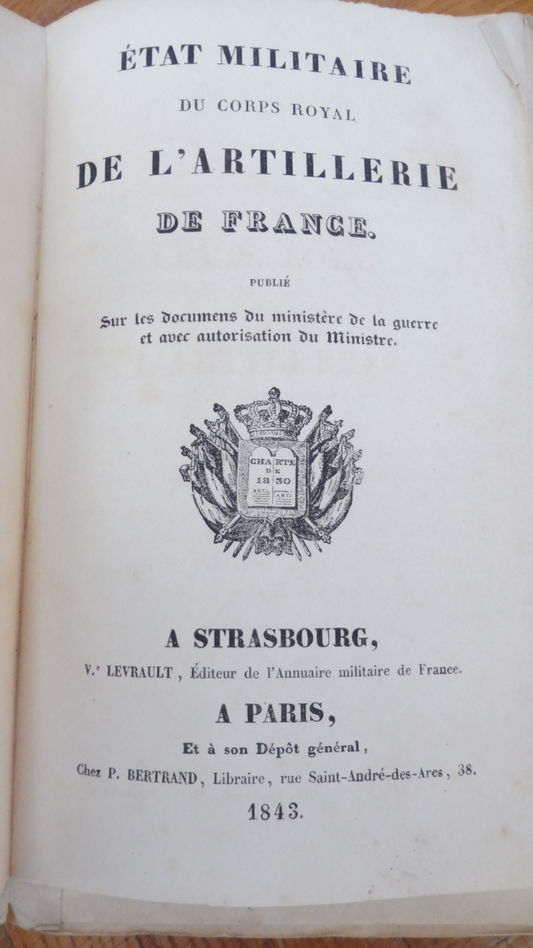 ÉTAT MILITAIRE
DU CORPS ROYAL
DE L'ARTILLERIE
DE FRANCE.
PUBLIÉ
Sur les documens du ministère de la guerre
et avec autorisation du Ministre.
CHARTE
DE
1830
A STRASBOURG,
V.e LEVRAULT, Éditeur de l'Annuaire militaire de France.
A PARIS,
Et à son Dépôt général,
Chez P. BERTRAND, Libraire, rue Saint-André-des-Arcs, 38.
1843.